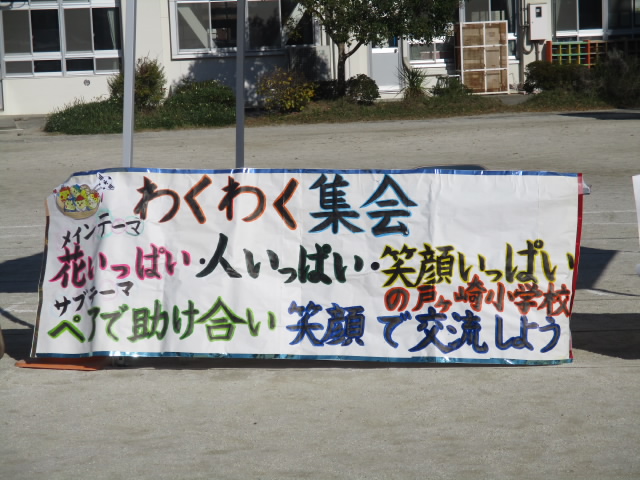 わくわく集会
メインテーマ
花いっぱい・人いっぱい・笑顔いっぱい
の戸ヶ崎小学校
サブテーマ
ペアで助け合い 笑顔で交流しよう